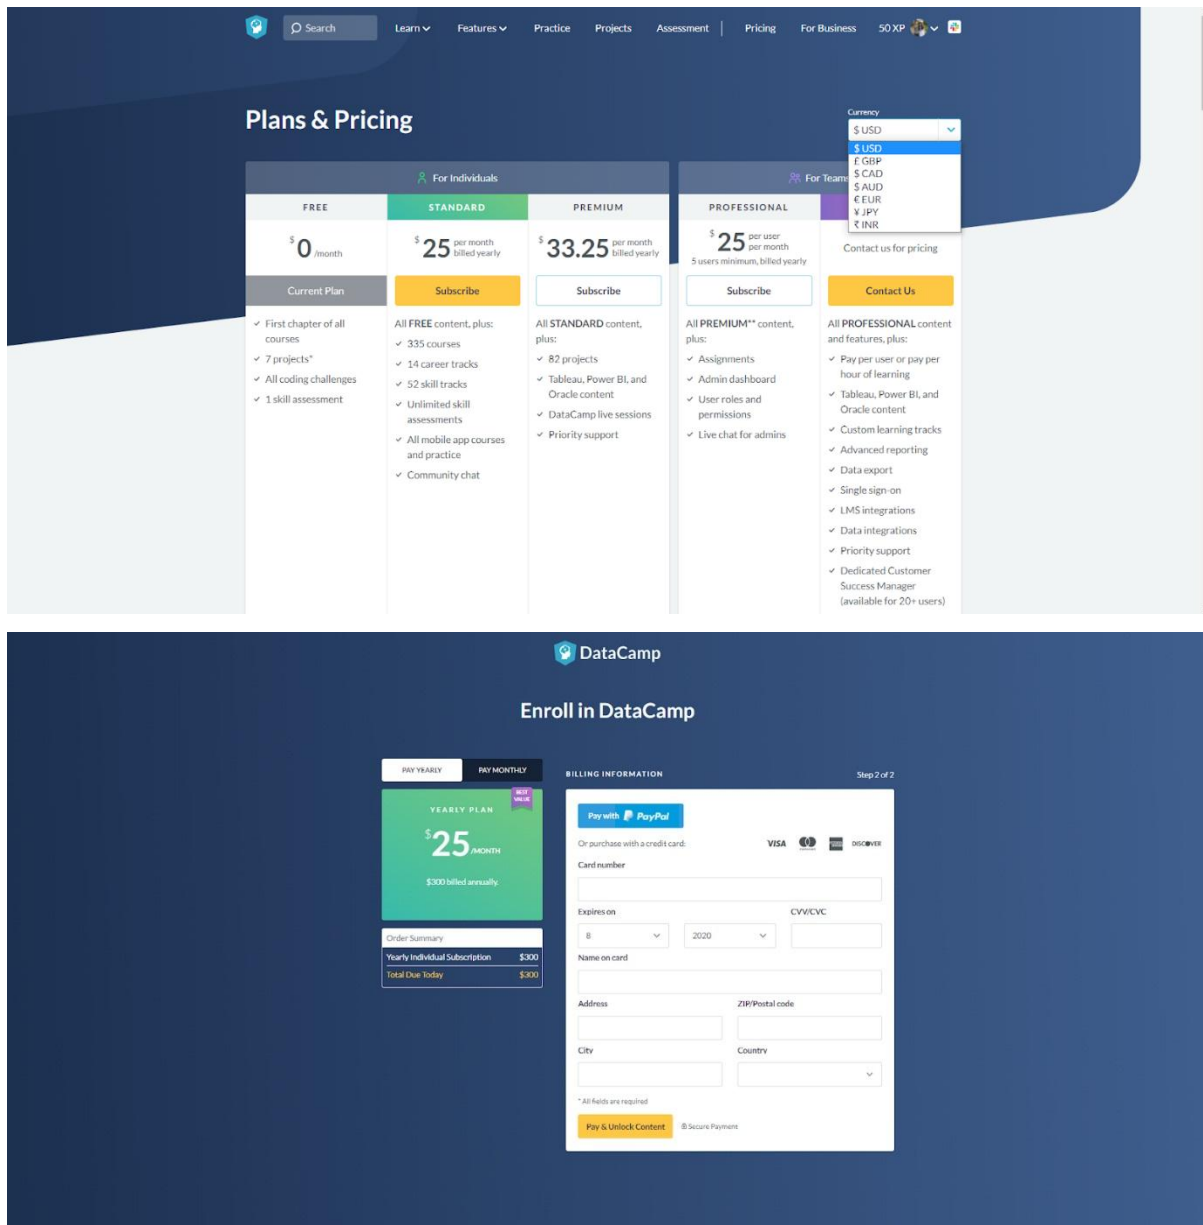 Search
Learn
Features
Practice
Projects
Assessment
Pricing
For Business
50 XP
Plans & Pricing
Currency
$ USD
$ USD
£ GBP
$ CAD
$ AUD
€ EUR
¥ JPY
₹ INR
For Individuals
FREE
$0 /month
Current Plan
First chapter of all
courses
7 projects*
All coding challenges
1 skill assessment
STANDARD
$25 per month
billed yearly
Subscribe
All FREE content, plus:
335 courses
14 career tracks
52 skill tracks
Unlimited skill
assessments
All mobile app courses
and practice
Community chat
PREMIUM
$33.25 per month
billed yearly
Subscribe
All STANDARD content,
plus:
82 projects
Tableau, Power BI, and
Oracle content
DataCamp live sessions
Priority support
For Teams
PROFESSIONAL
$25 per user
per month
5 users minimum, billed yearly
Subscribe
All PREMIUM** content,
plus:
Assignments
Admin dashboard
User roles and
permissions
Live chat for admins
Contact us for pricing
Contact Us
All PROFESSIONAL content
and features, plus:
Pay per user or pay per
hour of learning
Tableau, Power BI, and
Oracle content
Custom learning tracks
Advanced reporting
Data export
Single sign-on
LMS integrations
Data integrations
Priority support
Dedicated Customer
Success Manager
(available for 20+ users)
DataCamp
Enroll in DataCamp
PAY YEARLY
PAY MONTHLY
BEST
VALUE
YEARLY PLAN
$25 /MONTH
$300 billed annually.
Order Summary
Yearly Individual Subscription $300
Total Due Today $300
BILLING INFORMATION
Step 2 of 2
Pay with PayPal
Or purchase with a credit card:
VISA
DISCOVER
Card number
Expires on
CVV/CVC
8
2020
Name on card
Address
ZIP/Postal code
City
Country
* All fields are required
Pay & Unlock Content
Secure Payment